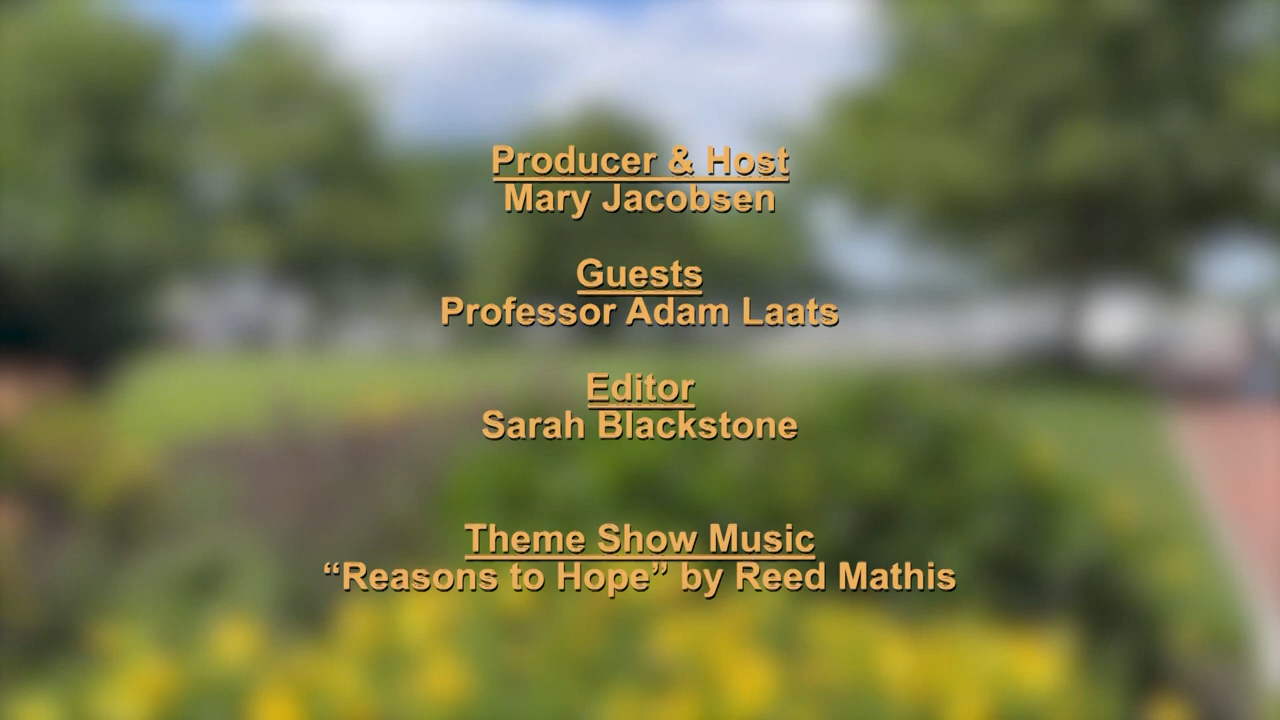 Producer & Host
Mary Jacobsen
Guests
Professor Adam Laats
Editor
Sarah Blackstone
Theme Show Music
“Reasons to Hope” by Reed Mathis